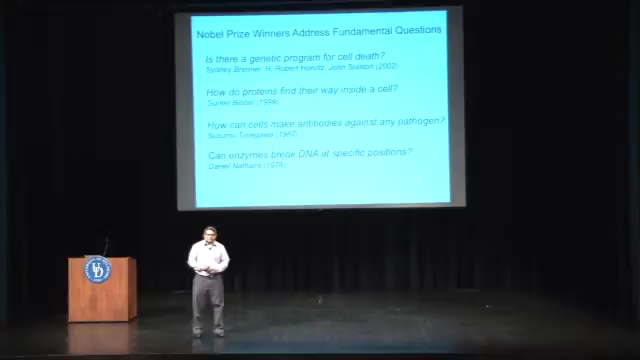 Nobel Prize Winners Address Fundamental Questions
Is there a genetic program for cell death?
Sydney Brenner H. Robert Horvitz John Sulston (2002)
How do proteins find their way inside a cell?
Gunter Blobel (1999)
How can cells make antibodies against any pathogen?
Susumu Tonegawa (1987)
Can enzymes break DNA at specific positions?
Daniel Nathans (1978)
UD